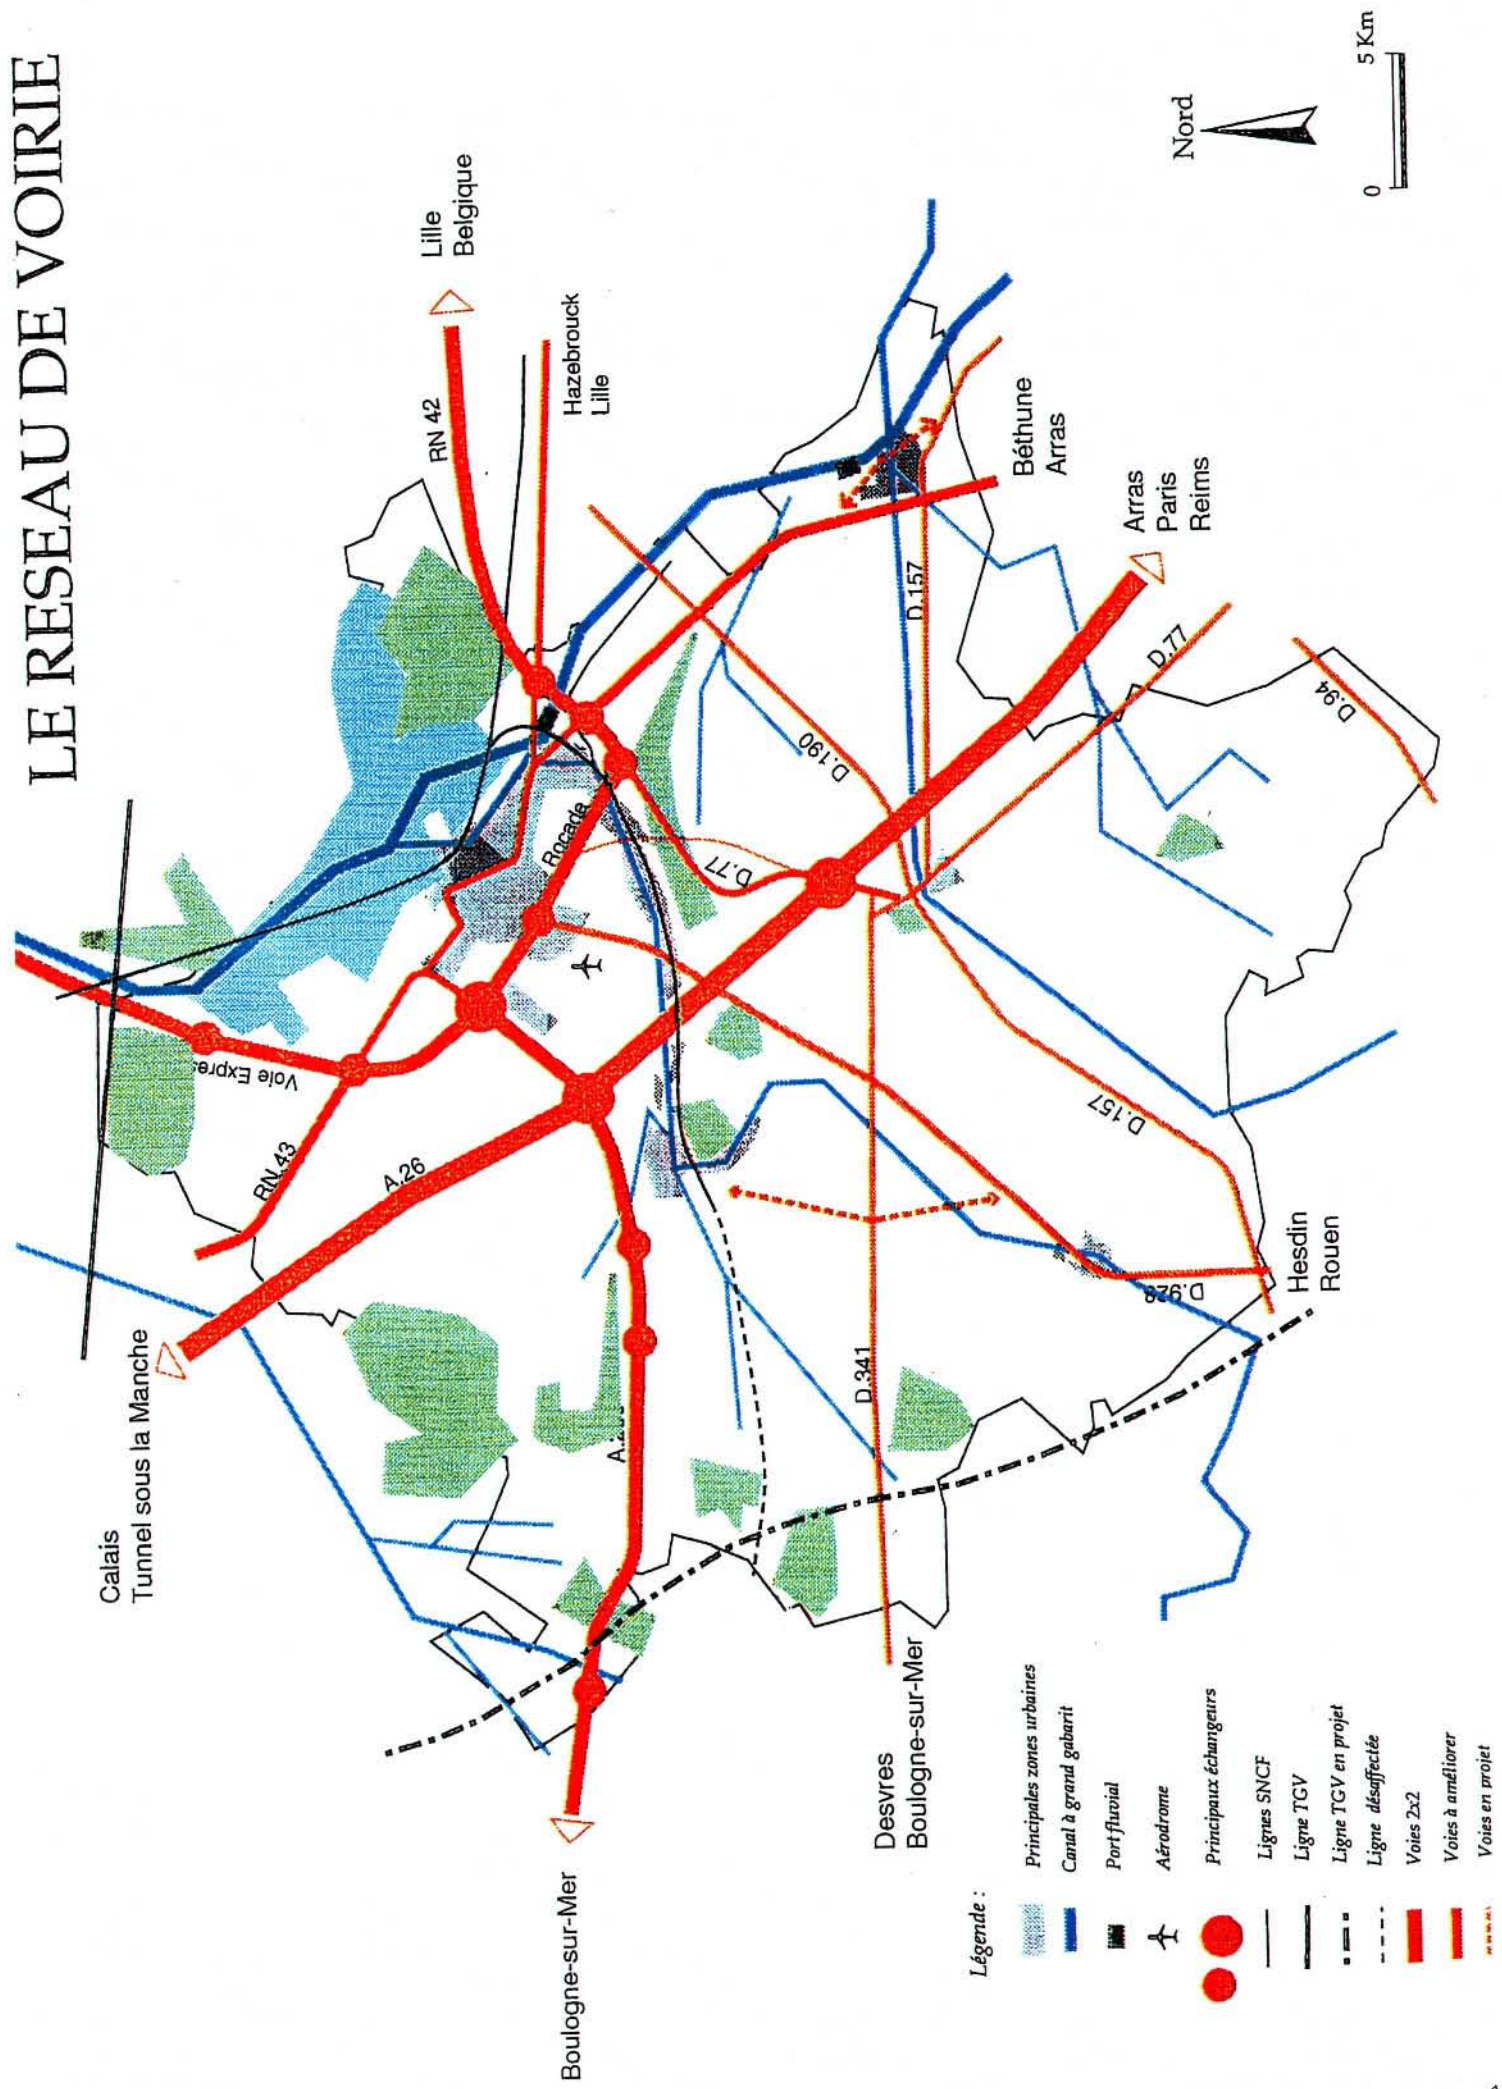 LE RESEAU DE VOIRIE
Calais
Tunnel sous la Manche
Lille
Belgique
RN 42
Hazebrouck
Lille
Voie Expres
RN.43
A.26
Rocade
D.77
D.190
D.157
Béthune
Arras
Arras
Paris
Reims
D.77
D.94
D.157
D.928
D.341
Hesdin
Rouen
Boulogne-sur-Mer
Desvres
Boulogne-sur-Mer
Nord
0
5 Km
Légende :
Principales zones urbaines
Canal à grand gabarit
Port fluvial
Aérodrome
Principaux échangeurs
Lignes SNCF
Ligne TGV
Ligne TGV en projet
Ligne désaffectée
Voies 2x2
Voies à améliorer
Voies en projet